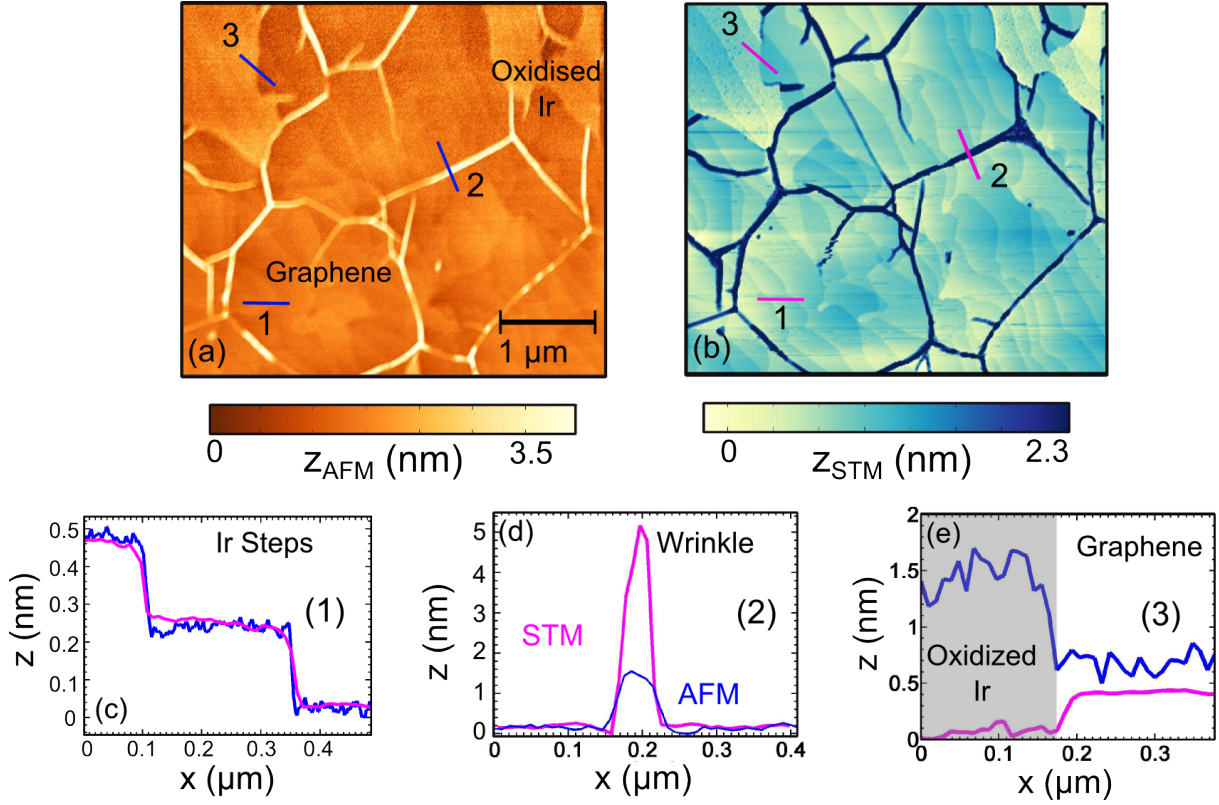 3
Oxidised
Ir
2
Graphene
1
(a)
1 µm
3
2
1
(b)
0
3.5
z_AFM (nm)
0
2.3
z_STM (nm)
0.5
0.4
0.3
0.2
0.1
0
z (nm)
Ir Steps
(1)
(c)
0
0.1
0.2
0.3
0.4
x (µm)
5
4
3
2
1
0
z (nm)
(d)
Wrinkle
(2)
STM
AFM
0
0.1
0.2
0.3
0.4
x (µm)
2
1.5
1
0.5
0
z (nm)
(e)
Graphene
(3)
Oxidized
Ir
0
0.1
0.2
0.3
x (µm)